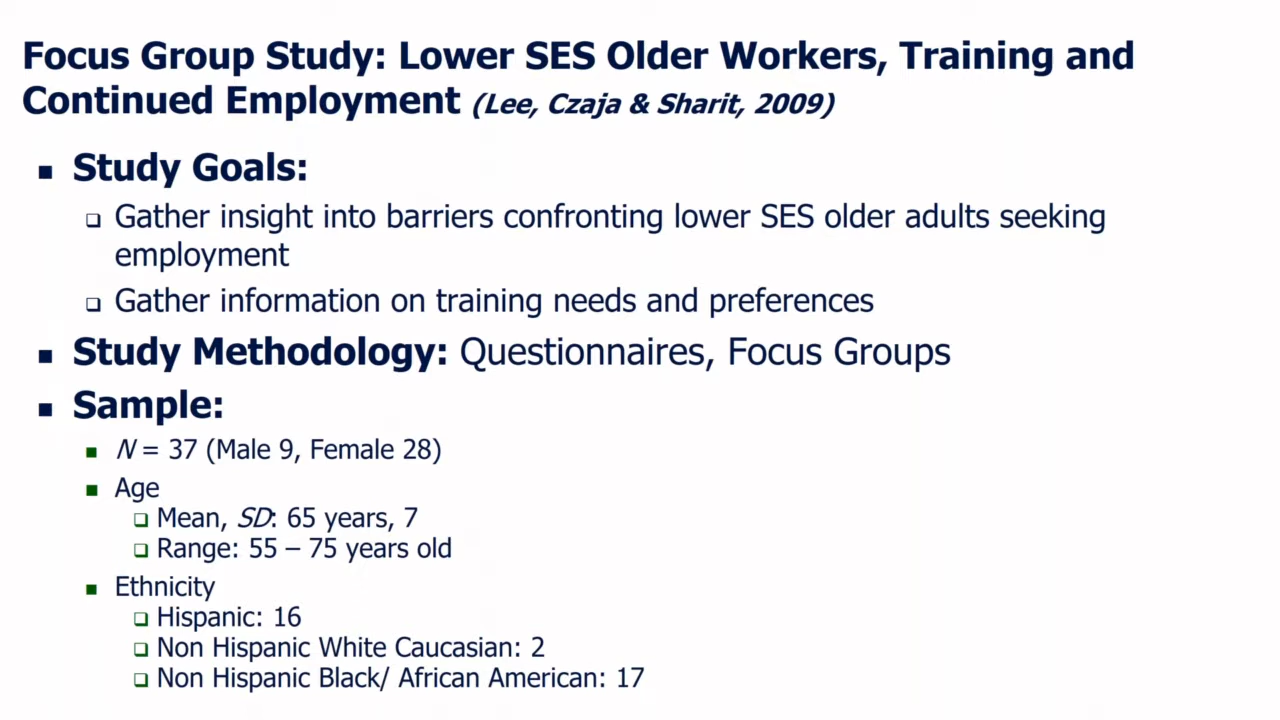 Focus Group Study: Lower SES Older Workers, Training and
Continued Employment (Lee, Czaja & Sharit, 2009)
Study Goals:
Gather insight into barriers confronting lower SES older adults seeking
employment
Gather information on training needs and preferences
Study Methodology: Questionnaires, Focus Groups
Sample:
N = 37 (Male 9, Female 28)
Age
Mean, SD: 65 years, 7
Range: 55 – 75 years old
Ethnicity
Hispanic: 16
Non Hispanic White Caucasian: 2
Non Hispanic Black/ African American: 17